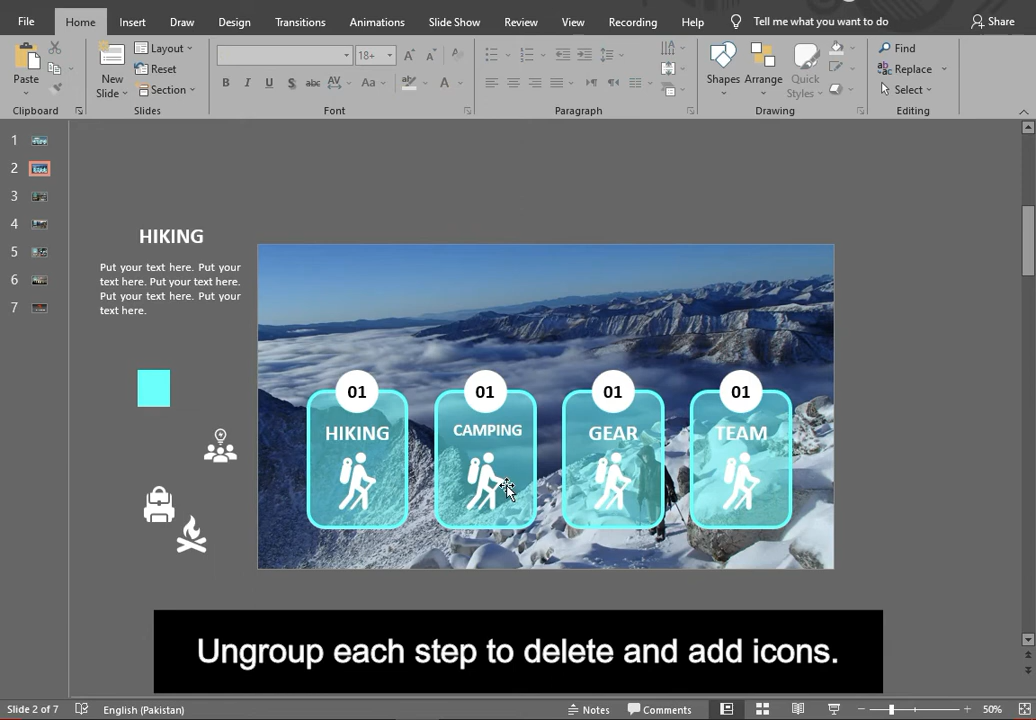 File Home Insert Draw Design Transitions Animations Slide Show Review View Recording Help Tell me what you want to do Share
Paste
New Slide
Layout
Reset
Section
18+
B I U S abc AV Aa A
Shapes Arrange Quick Styles
Find
Replace
Select
Clipboard Slides Font Paragraph Drawing Editing
1
2
3
4
5
6
7
HIKING
Put your text here. Put your
text here. Put your text here.
Put your text here. Put your
text here.
01 01 01 01
HIKING CAMPING GEAR TEAM
Ungroup each step to delete and add icons.
Slide 2 of 7 English (Pakistan) Notes Comments 50%